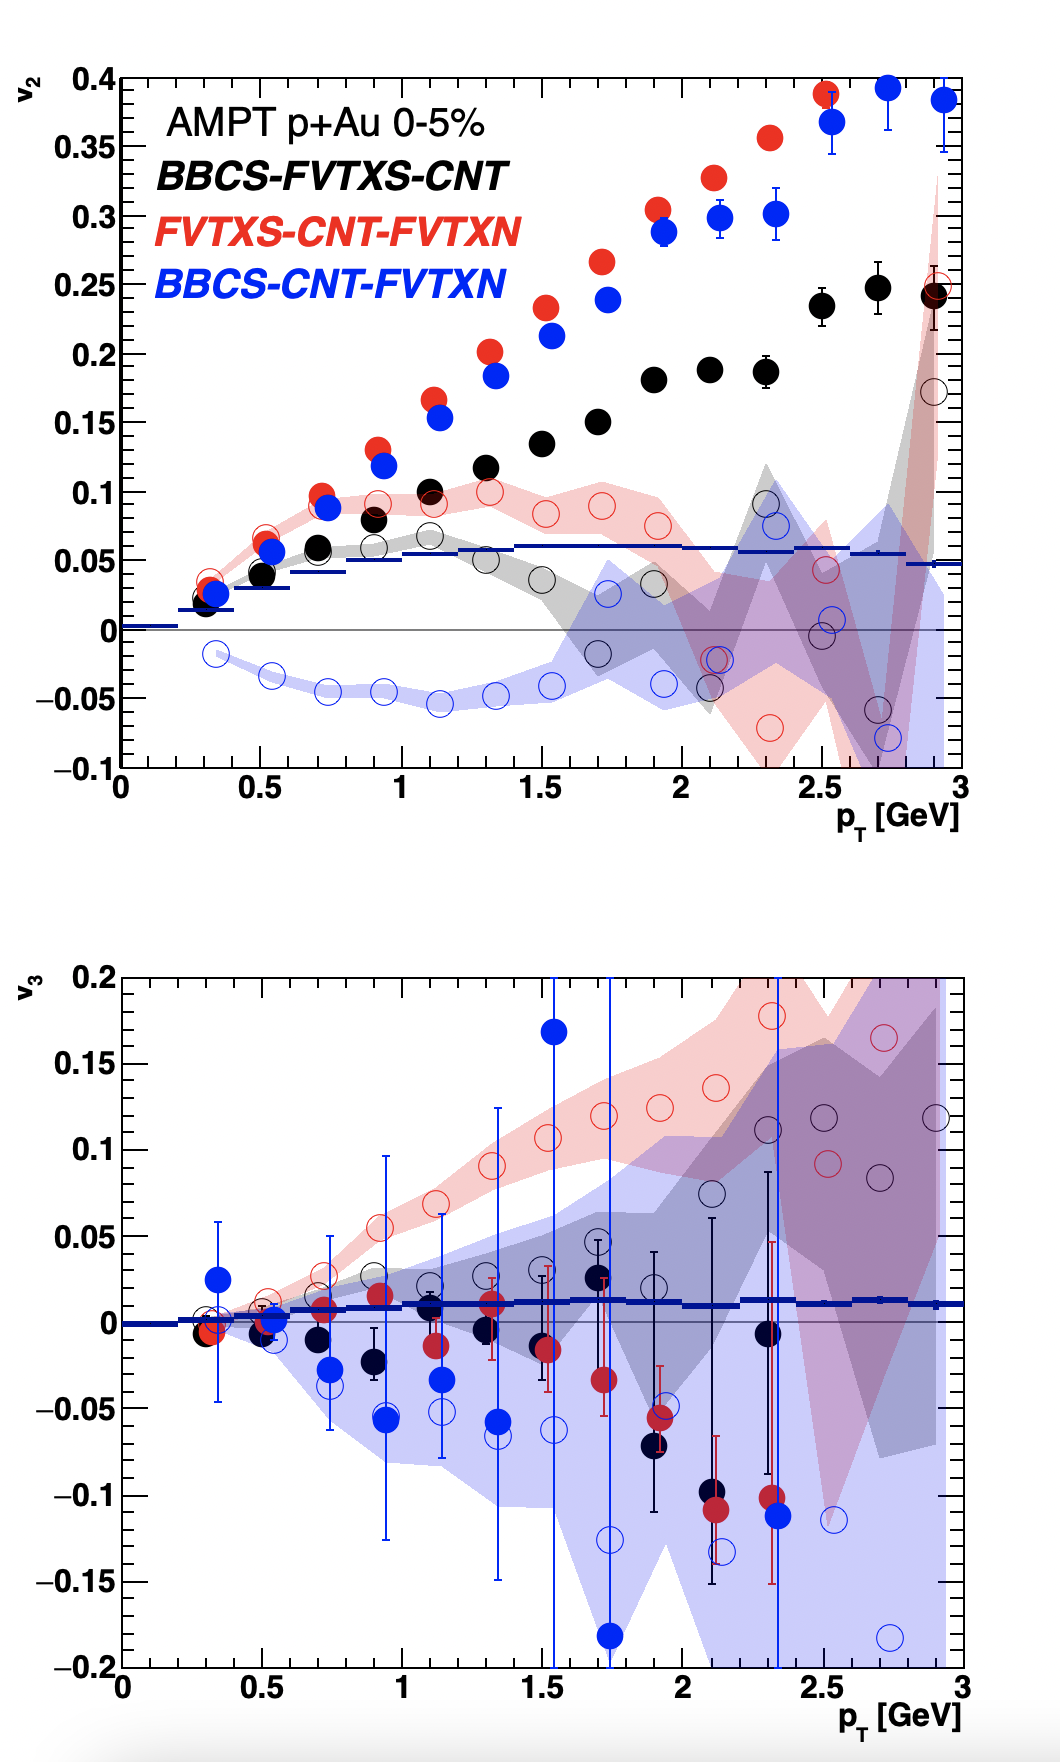 v2
0.4
0.35
0.3
0.25
0.2
0.15
0.1
0.05
0
−0.05
−0.1
AMPT p+Au 0-5%
BBCS-FVTXS-CNT
FVTXS-CNT-FVTXN
BBCS-CNT-FVTXN
0 0.5 1 1.5 2 2.5 3
pT [GeV]
v3
0.2
0.15
0.1
0.05
0
−0.05
−0.1
−0.15
−0.2
0 0.5 1 1.5 2 2.5 3
pT [GeV]